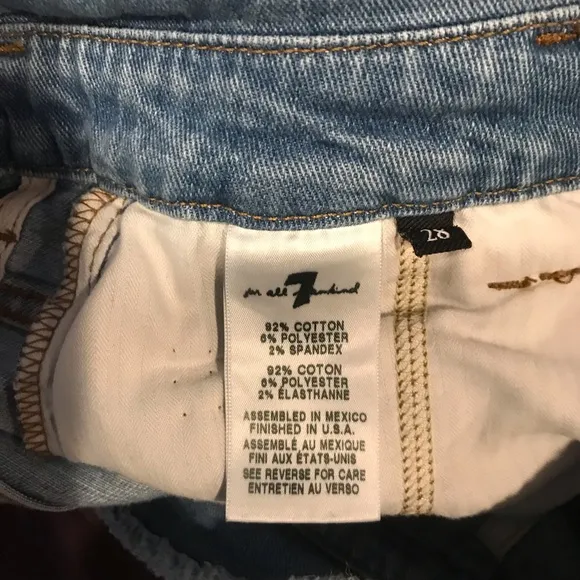 28
for all 7 mankind
92% COTTON
6% POLYESTER
2% SPANDEX
92% COTON
6% POLYESTER
2% ÉLASTHANNE
ASSEMBLED IN MEXICO
FINISHED IN U.S.A.
ASSEMBLÉ AU MEXIQUE
FINI AUX ÉTATS-UNIS
SEE REVERSE FOR CARE
ENTRETIEN AU VERSO